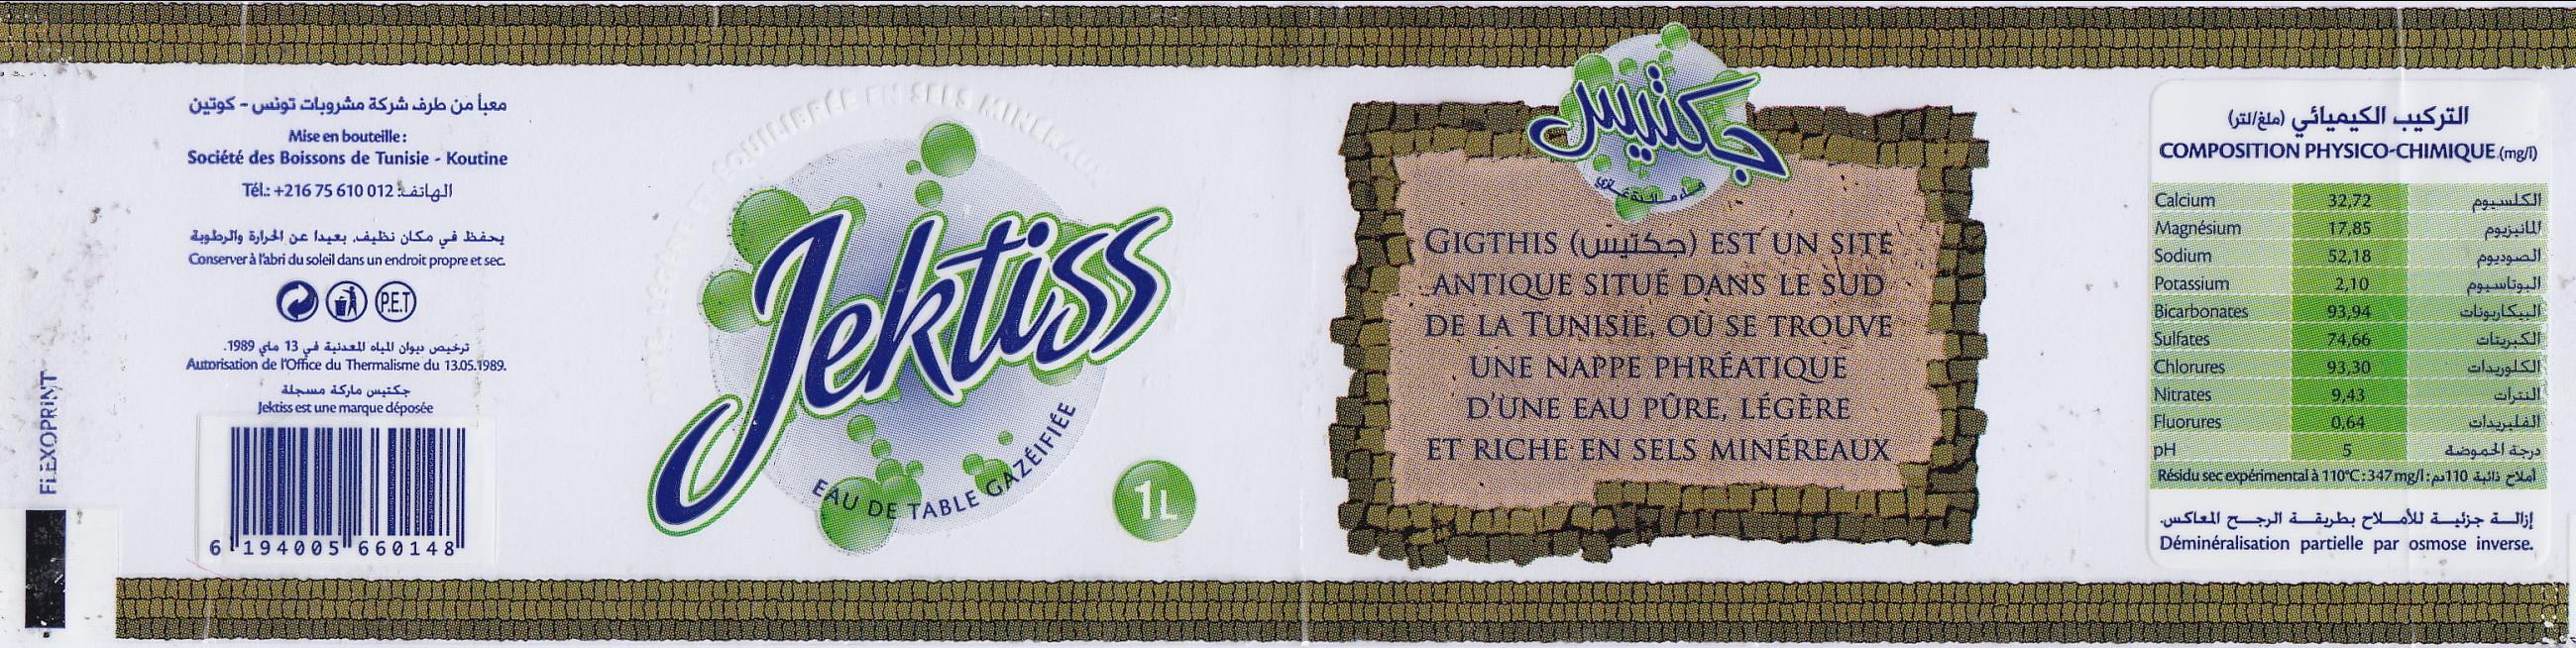 معبأ من طرف شركة مشروبات تونس - كوتين
Mise en bouteille :
Société des Boissons de Tunisie - Koutine
Tél.: +216 75 610 012 الهاتف:
يحفظ في مكان نظيف، بعيدا عن الحرارة والرطوبة
Conserver à l'abri du soleil dans un endroit propre et sec.
P.E.T
ترخيص ديوان المياه المعدنية في 13 ماي 1989.
Autorisation de l'Office du Thermalisme du 13.05.1989.
جكتيس ماركة مسجلة
Jektiss est une marque déposée
6 194005 660148
FLEXOPRINT
ÉQUILIBRÉE EN SELS MINÉRAUX
Jektiss
EAU DE TABLE GAZÉIFIÉE
1L
جكتيس
GIGTHIS (جكتيس) EST UN SITE
ANTIQUE SITUÉ DANS LE SUD
DE LA TUNISIE, OÙ SE TROUVE
UNE NAPPE PHRÉATIQUE
D'UNE EAU PÛRE, LÉGÈRE
ET RICHE EN SELS MINÉREAUX
التركيب الكيميائي (ملغ/لتر)
COMPOSITION PHYSICO-CHIMIQUE (mg/l)
Calcium 32,72 الكلسيوم
Magnésium 17,85 المانيزيوم
Sodium 52,18 الصوديوم
Potassium 2,10 البوتاسيوم
Bicarbonates 93,94 البيكاربونات
Sulfates 74,66 الكبريتات
Chlorures 93,30 الكلوريدات
Nitrates 9,43 النترات
Fluorures 0,64 الفليريدات
pH 5 درجة الحموضة
Résidu sec expérimental à 110°C : 347 mg/l : أملاح ذائبة 110دم
إزالة جزئية للأملاح بطريقة الرجح المعاكس.
Déminéralisation partielle par osmose inverse.